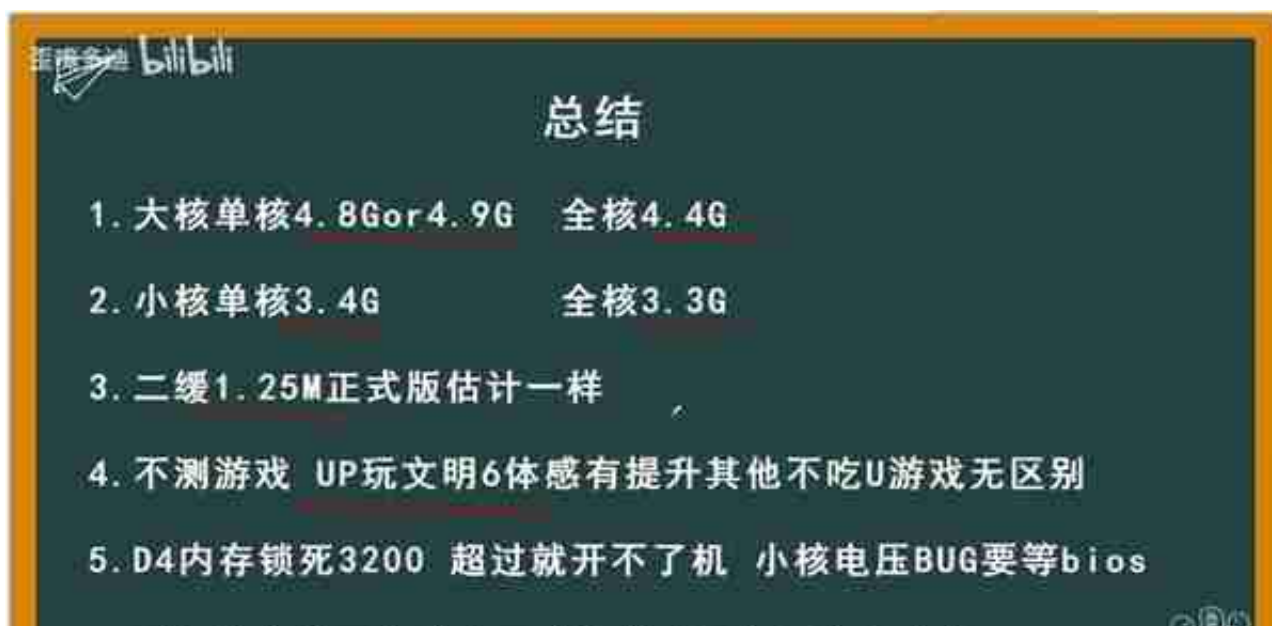 bilibili
总结
1.大核单核4.8Gor4.9G 全核4.4G
2.小核单核3.4G 全核3.3G
3.二缓1.25M正式版估计一样
4.不测游戏 UP玩文明6体感有提升其他不吃U游戏无区别
5.D4内存锁死3200 超过就开不了机 小核电压BUG要等bios